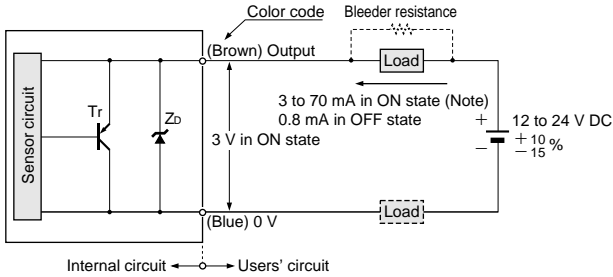 Color code
Bleeder resistance
(Brown) Output
Load
Sensor circuit
Tr
ZD
3 V in ON state
3 to 70 mA in ON state (Note)
0.8 mA in OFF state
+
−
12 to 24 V DC
+ 10
− 15 %
(Blue) 0 V
Load
Internal circuit
Users' circuit